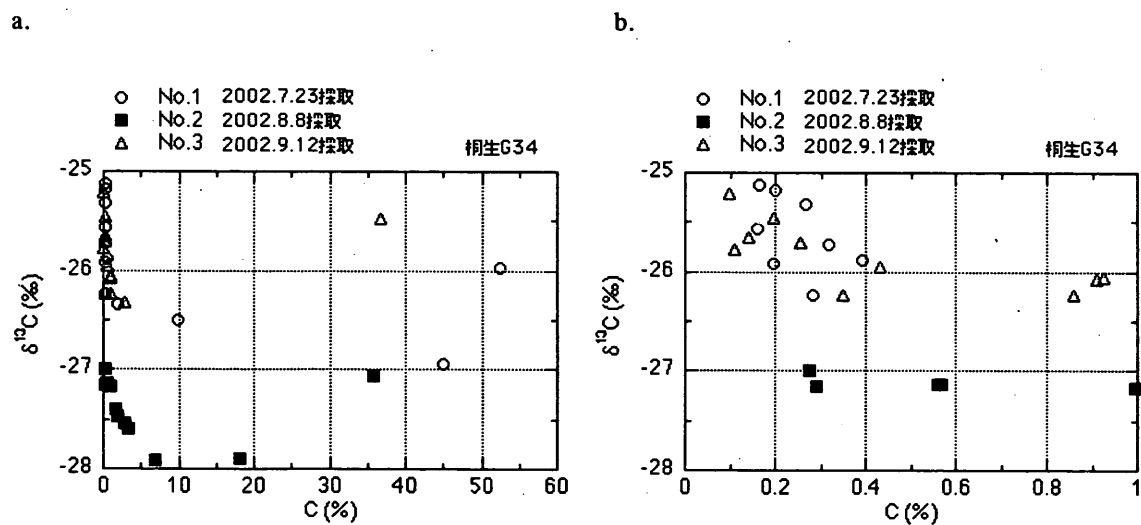 a.
○ No.1 2002.7.23採取
■ No.2 2002.8.8採取
△ No.3 2002.9.12採取
桐生G34
-25
-26
-27
-28
δ¹³C (‰)
0 10 20 30 40 50 60
C (%)
b.
○ No.1 2002.7.23採取
■ No.2 2002.8.8採取
△ No.3 2002.9.12採取
桐生G34
-25
-26
-27
-28
δ¹³C (‰)
0 0.2 0.4 0.6 0.8 1
C (%)